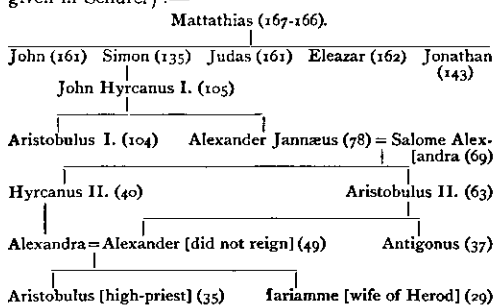 given in Schürer) :—
Mattathias (167-166).
John (161) Simon (135) Judas (161) Eleazar (162) Jonathan
(143)
John Hyrcanus I. (105)
Aristobulus I. (104) Alexander Jannæus (78) = Salome Alex-
[andra (69)
Hyrcanus II. (40) Aristobulus II. (63)
Alexandra = Alexander [did not reign] (49) Antigonus (37)
Aristobulus [high-priest] (35) fariamme [wife of Herod] (29)